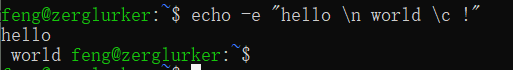 feng@zerglurker:~$ echo -e "hello \n world \c !"
hello
 world feng@zerglurker:~$